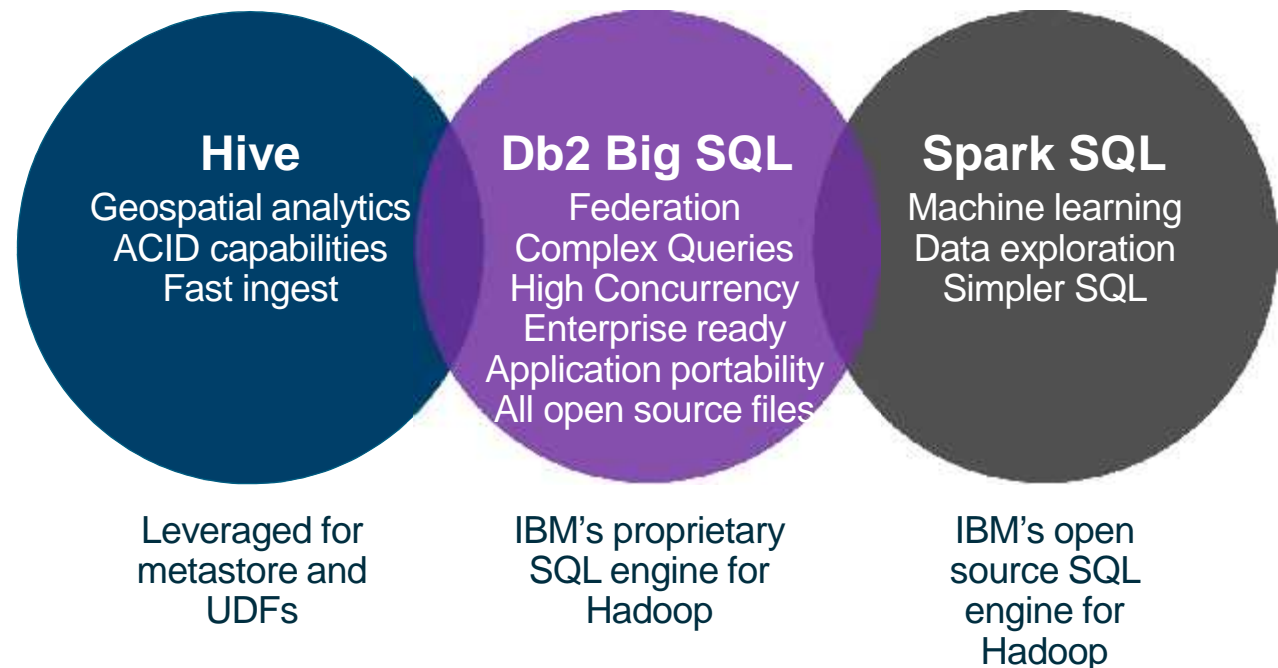 Hive
Geospatial analytics
ACID capabilities
Fast ingest
Db2 Big SQL
Federation
Complex Queries
High Concurrency
Enterprise ready
Application portability
All open source files
Spark SQL
Machine learning
Data exploration
Simpler SQL
Leveraged for
metastore and
UDFs
IBM’s proprietary
SQL engine for
Hadoop
IBM’s open
source SQL
engine for
Hadoop